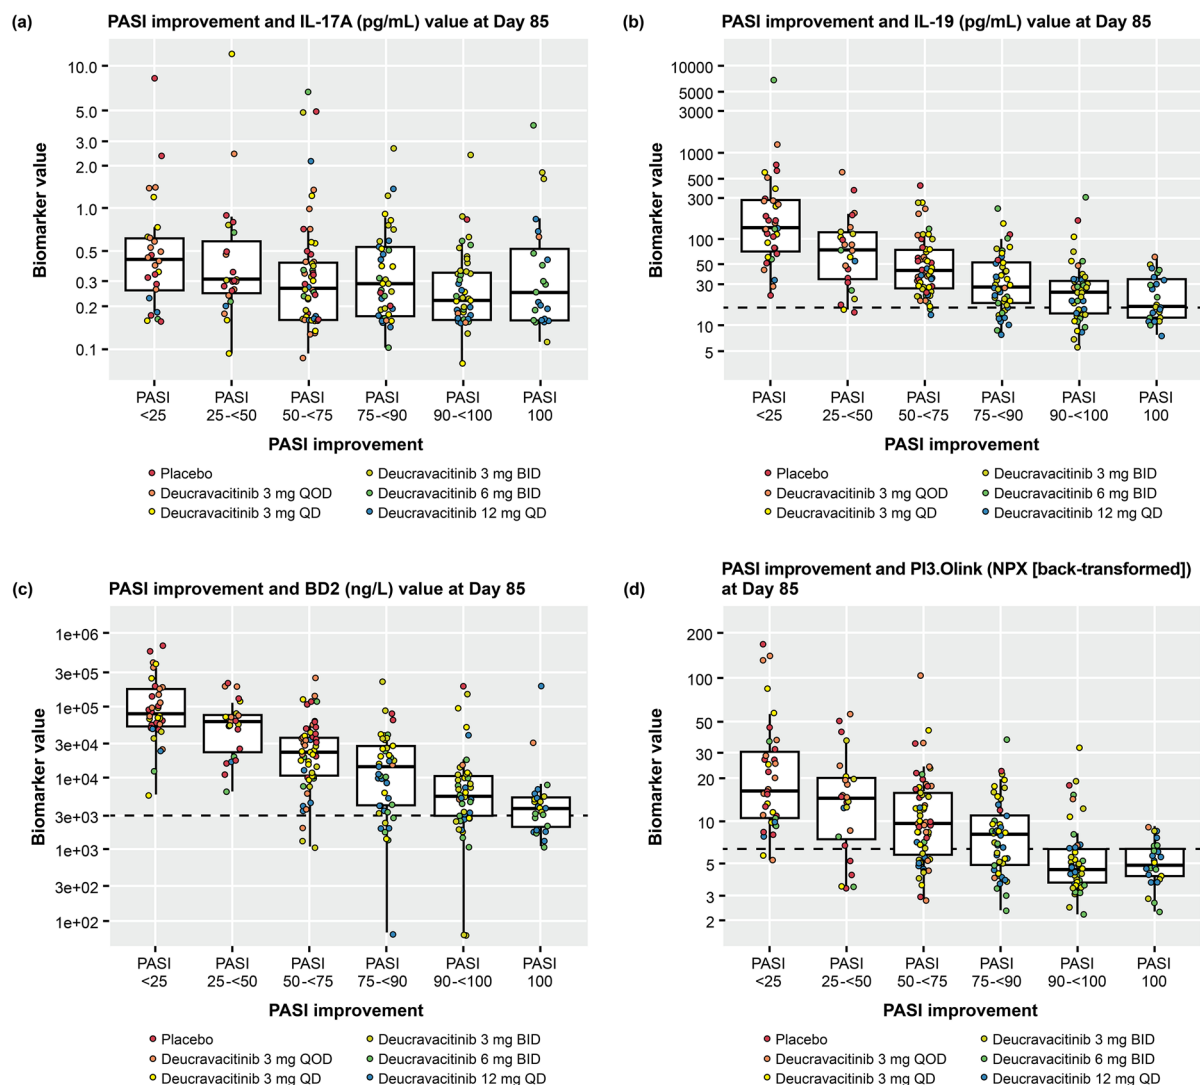 (a) PASI improvement and IL-17A (pg/mL) value at Day 85
10.0
5.0
3.0
2.0
1.0
0.5
0.3
0.2
0.1
Biomarker value
PASI PASI PASI PASI PASI PASI
<25 25-<50 50-<75 75-<90 90-<100 100
PASI improvement
Placebo Deucravacitinib 3 mg BID
Deucravacitinib 3 mg QOD Deucravacitinib 6 mg BID
Deucravacitinib 3 mg QD Deucravacitinib 12 mg QD
(b) PASI improvement and IL-19 (pg/mL) value at Day 85
10000
5000
3000
1000
500
300
100
50
30
10
5
Biomarker value
PASI PASI PASI PASI PASI PASI
<25 25-<50 50-<75 75-<90 90-<100 100
PASI improvement
Placebo Deucravacitinib 3 mg BID
Deucravacitinib 3 mg QOD Deucravacitinib 6 mg BID
Deucravacitinib 3 mg QD Deucravacitinib 12 mg QD
(c) PASI improvement and BD2 (ng/L) value at Day 85
1e+06
3e+05
1e+05
3e+04
1e+04
3e+03
1e+03
3e+02
1e+02
Biomarker value
PASI PASI PASI PASI PASI PASI
<25 25-<50 50-<75 75-<90 90-<100 100
PASI improvement
Placebo Deucravacitinib 3 mg BID
Deucravacitinib 3 mg QOD Deucravacitinib 6 mg BID
Deucravacitinib 3 mg QD Deucravacitinib 12 mg QD
(d) PASI improvement and PI3.Olink (NPX [back-transformed])
at Day 85
200
100
50
30
20
10
5
3
2
Biomarker value
PASI PASI PASI PASI PASI PASI
<25 25-<50 50-<75 75-<90 90-<100 100
PASI improvement
Placebo Deucravacitinib 3 mg BID
Deucravacitinib 3 mg QOD Deucravacitinib 6 mg BID
Deucravacitinib 3 mg QD Deucravacitinib 12 mg QD